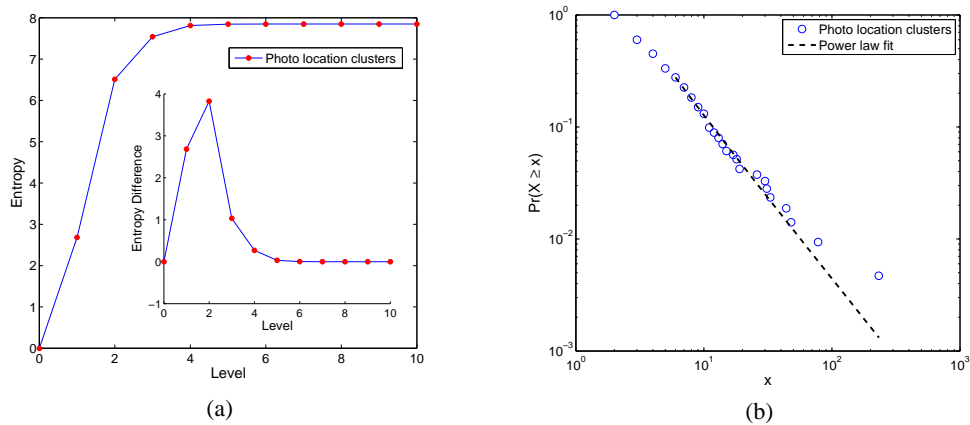 8
7
6
5
4
3
2
1
0
Entropy
0 2 4 6 8 10
Level
Photo location clusters
4
3
2
1
0
−1
Entropy Difference
0 2 4 6 8 10
Level
(a)
10^0
10^−1
10^−2
10^−3
Pr(X ≥ x)
10^0 10^1 10^2 10^3
x
Photo location clusters
Power law fit
(b)